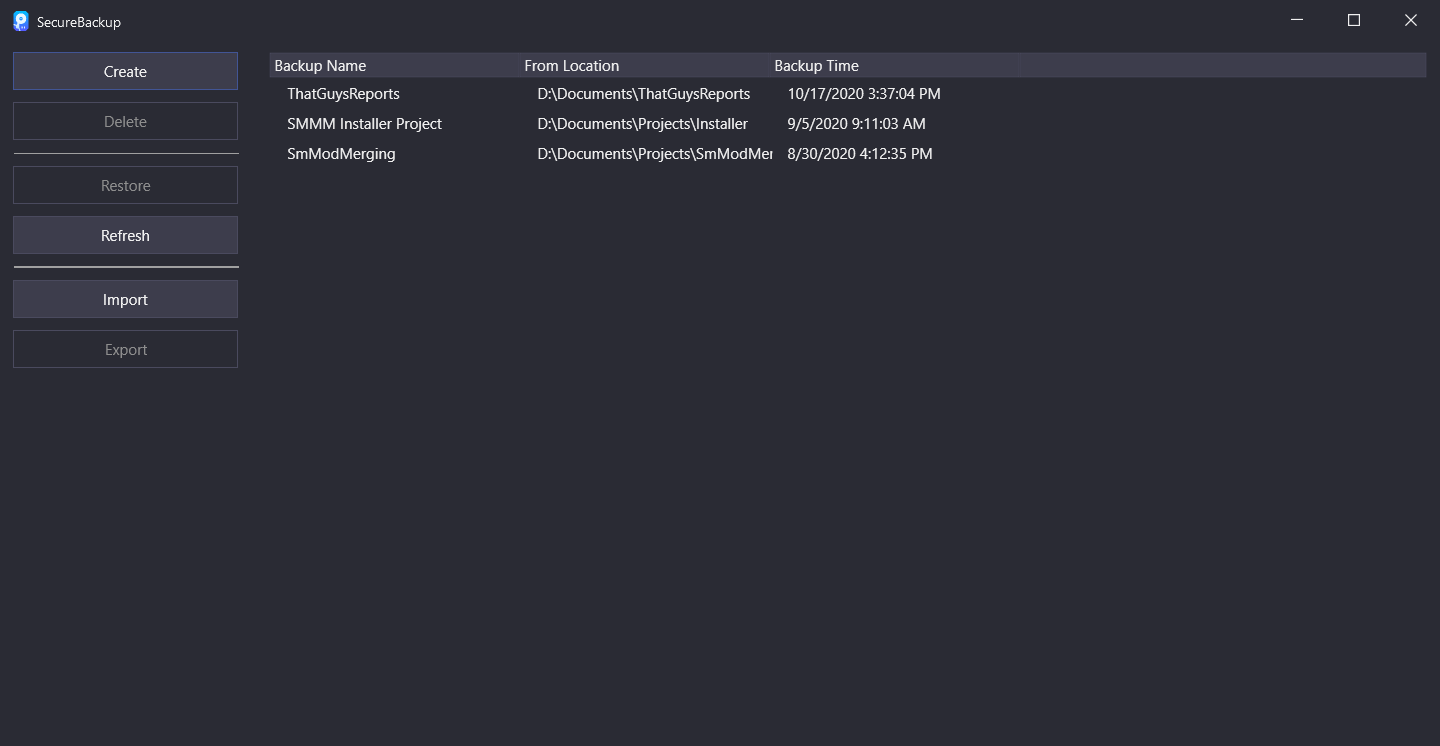 SecureBackup
Create
Delete
Restore
Refresh
Import
Export
Backup Name From Location Backup Time
ThatGuysReports D:\Documents\ThatGuysReports 10/17/2020 3:37:04 PM
SMMM Installer Project D:\Documents\Projects\Installer 9/5/2020 9:11:03 AM
SmModMerging D:\Documents\Projects\SmModMer 8/30/2020 4:12:35 PM